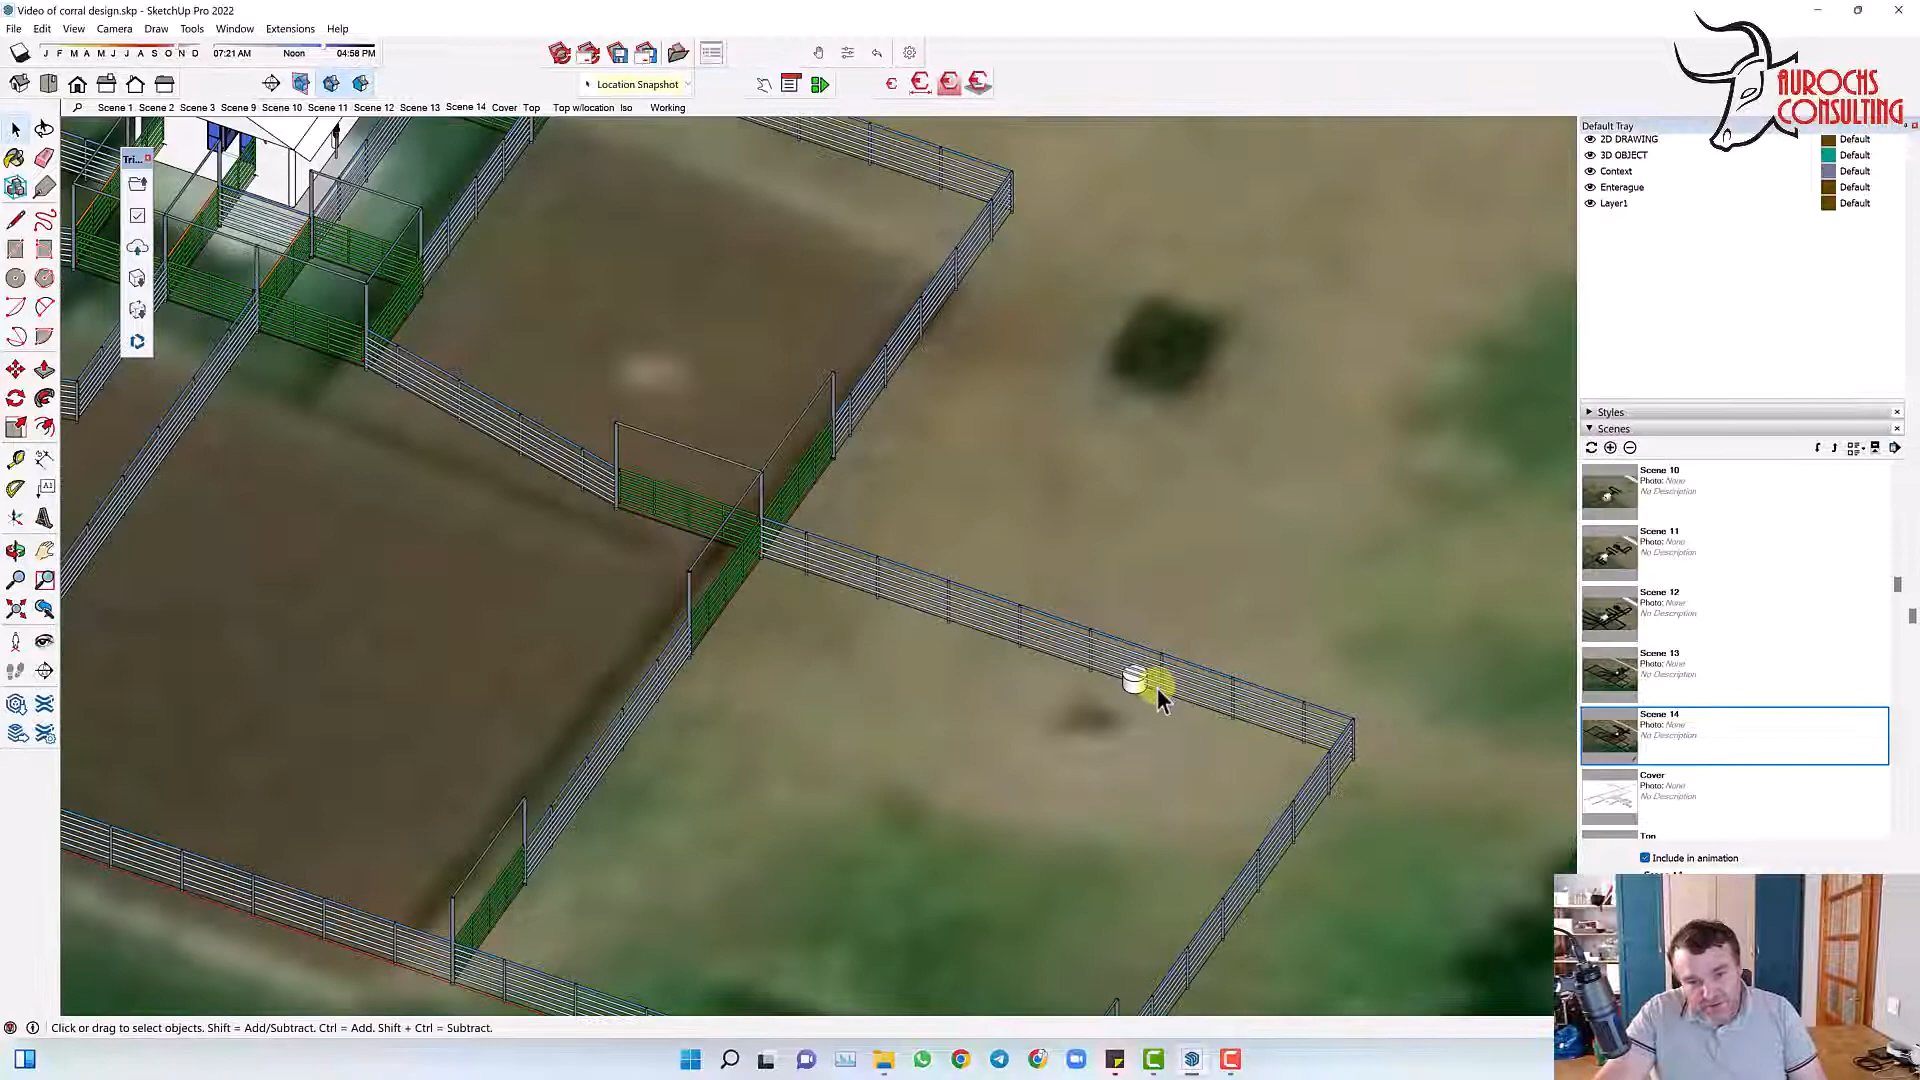 Video of corral design.skp - SketchUp Pro 2022
File Edit View Camera Draw Tools Window Extensions Help
J F M A M J J A S O N D 07:21 AM Noon 04:58 PM
Location Snapshot
Scene 1 Scene 2 Scene 3 Scene 9 Scene 10 Scene 11 Scene 12 Scene 13 Scene 14 Cover Top Top w/location Iso Working
AUROCHS
CONSULTING
Tri...
Default Tray
2D DRAWING Default
3D OBJECT Default
Context Default
Enterague Default
Layer1 Default
Styles
Scenes
Scene 10
Photo: None
No Description
Scene 11
Photo: None
No Description
Scene 12
Photo: None
No Description
Scene 13
Photo: None
No Description
Scene 14
Photo: None
No Description
Cover
Photo: None
No Description
Top
Include in animation
Click or drag to select objects. Shift = Add/Subtract. Ctrl = Add. Shift + Ctrl = Subtract.